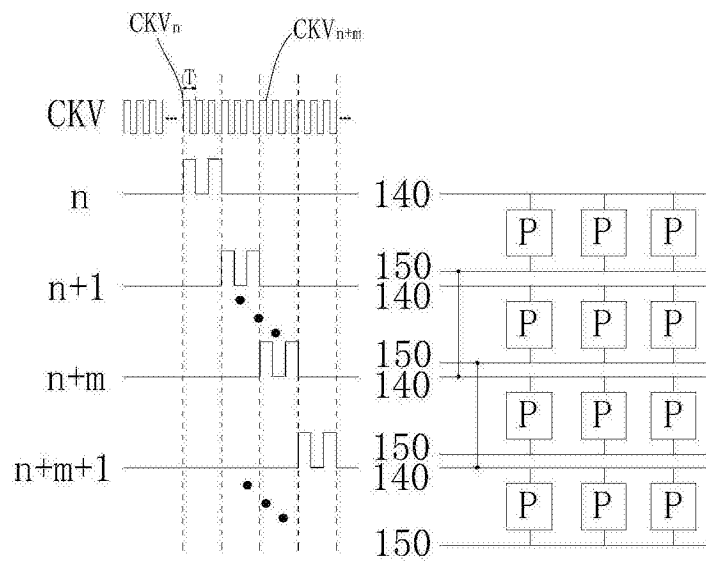 CKVn CKVn+m
T
CKV ... ...
n 140
P P P
150
n+1 140
P P P
150
n+m 140
P P P
150
n+m+1 140
P P P
150